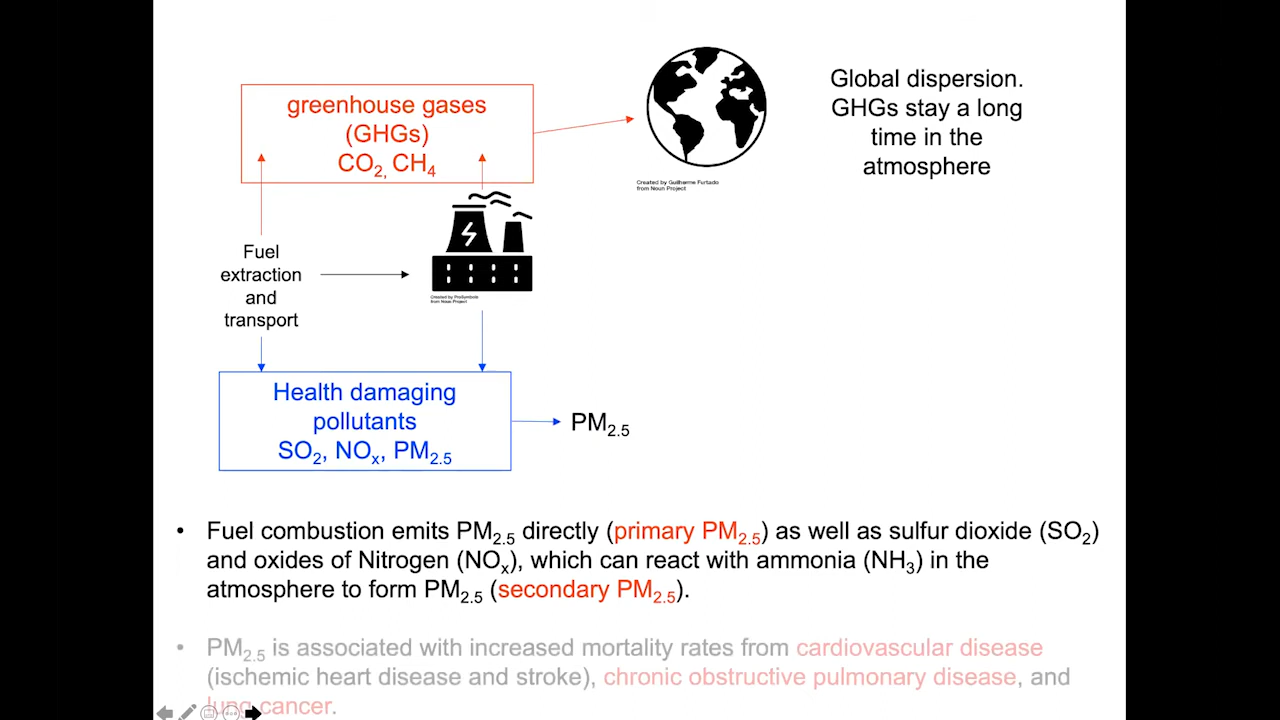 greenhouse gases
(GHGs)
CO₂, CH₄
Global dispersion.
GHGs stay a long
time in the
atmosphere
Created by Guilherme Furtado
from Noun Project
Fuel
extraction
and
transport
Created by ProSymbols
from Noun Project
Health damaging
pollutants
SO₂, NOₓ, PM₂.₅
PM₂.₅
• Fuel combustion emits PM₂.₅ directly (primary PM₂.₅) as well as sulfur dioxide (SO₂)
and oxides of Nitrogen (NOₓ), which can react with ammonia (NH₃) in the
atmosphere to form PM₂.₅ (secondary PM₂.₅).
• PM₂.₅ is associated with increased mortality rates from cardiovascular disease
(ischemic heart disease and stroke), chronic obstructive pulmonary disease, and
lung cancer.